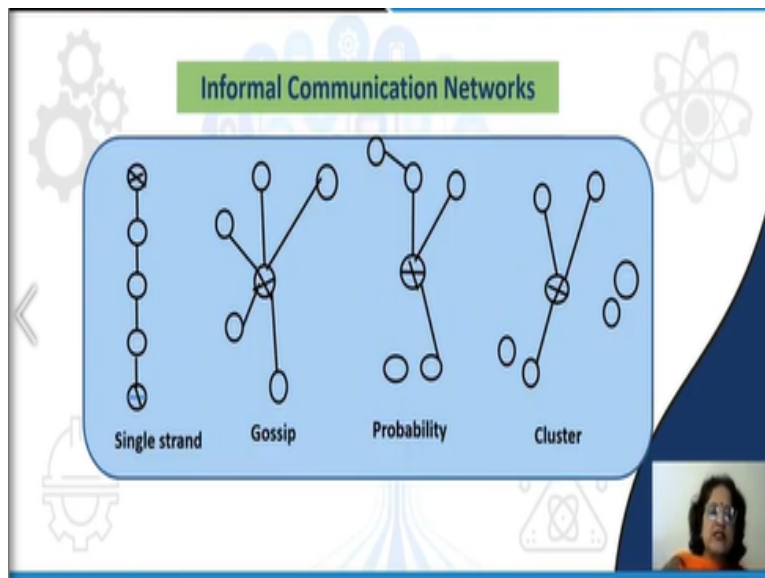 Informal Communication Networks
Single strand
Gossip
Probability
Cluster